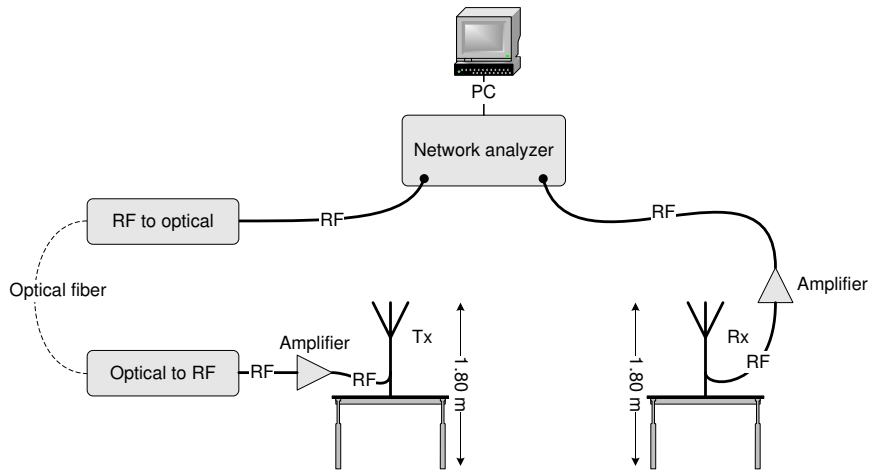 PC
Network analyzer
RF to optical
RF
RF
Optical fiber
Amplifier
Amplifier
Tx
Rx
1.80 m
1.80 m
Optical to RF
RF
RF
RF